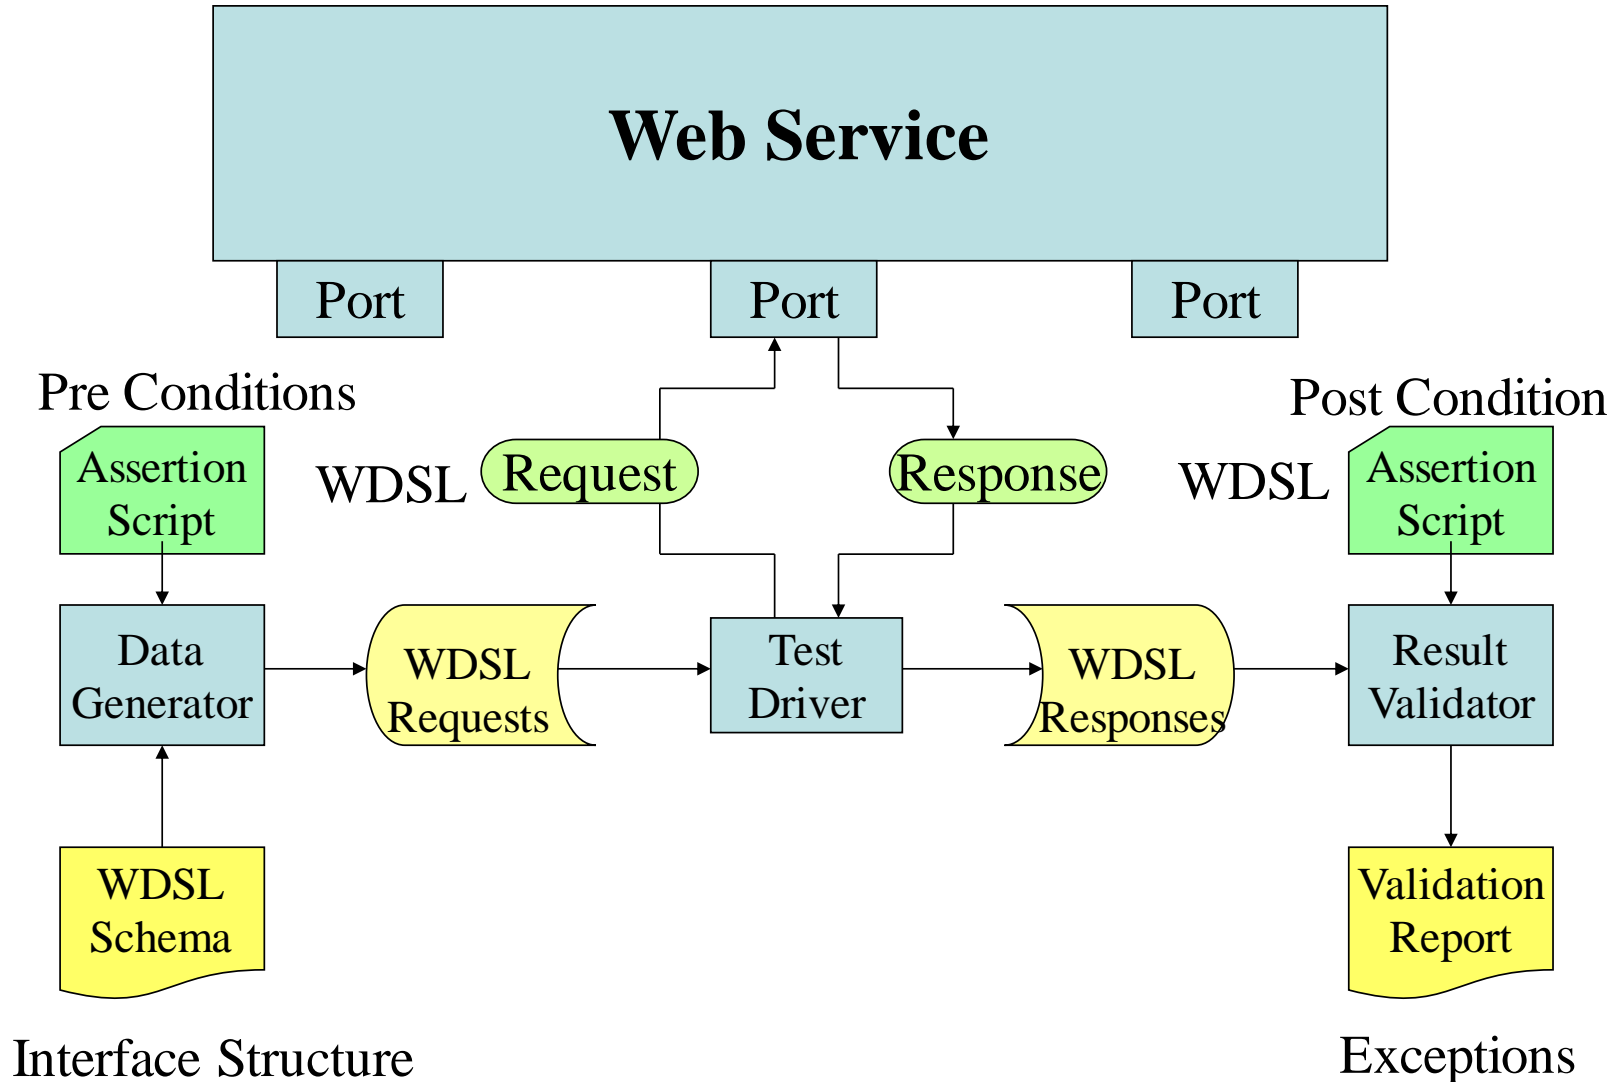 Web Service
Port
Port
Port
Pre Conditions
Post Condition
Assertion
Script
WDSL
Request
Response
WDSL
Assertion
Script
Data
Generator
WDSL
Requests
Test
Driver
WDSL
Responses
Result
Validator
WDSL
Schema
Validation
Report
Interface Structure
Exceptions